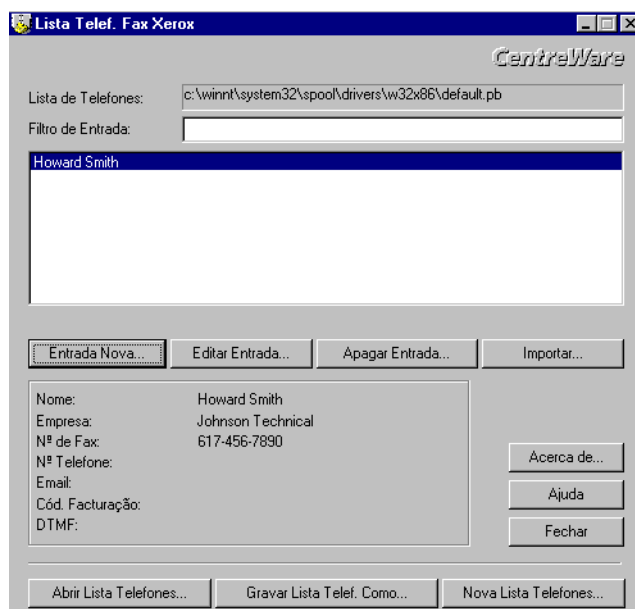 Lista Telef. Fax Xerox
CentreWare
Lista de Telefones: c:\winnt\system32\spool\drivers\w32x86\default.pb
Filtro de Entrada:
Howard Smith
Entrada Nova... Editar Entrada... Apagar Entrada... Importar...
Nome: Howard Smith
Empresa: Johnson Technical
Nº de Fax: 617-456-7890
Nº Telefone:
Email:
Cód. Facturação:
DTMF:
Acerca de...
Ajuda
Fechar
Abrir Lista Telefones... Gravar Lista Telef. Como... Nova Lista Telefones...